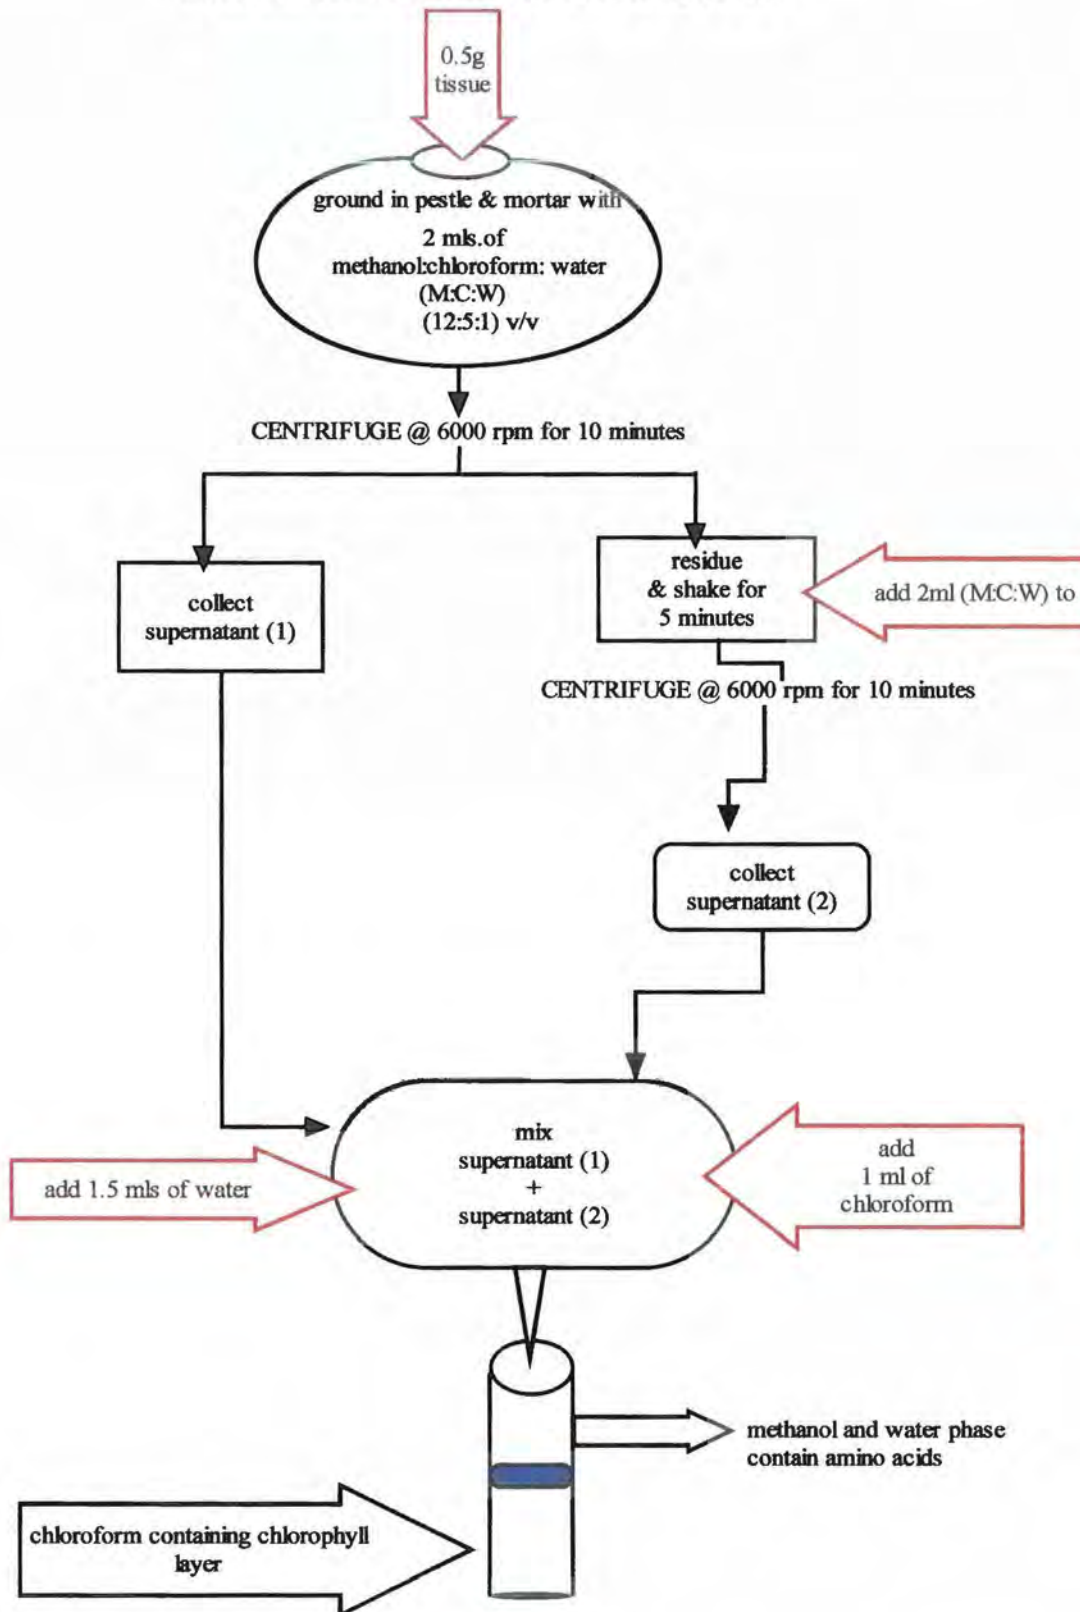 0.5g
tissue
ground in pestle & mortar with
2 mls.of
methanol:chloroform: water
(M:C:W)
(12:5:1) v/v
CENTRIFUGE @ 6000 rpm for 10 minutes
collect
supernatant (1)
residue
& shake for
5 minutes
add 2ml (M:C:W) to
CENTRIFUGE @ 6000 rpm for 10 minutes
collect
supernatant (2)
mix
supernatant (1)
+
supernatant (2)
add 1.5 mls of water
add
1 ml of
chloroform
methanol and water phase
contain amino acids
chloroform containing chlorophyll
layer